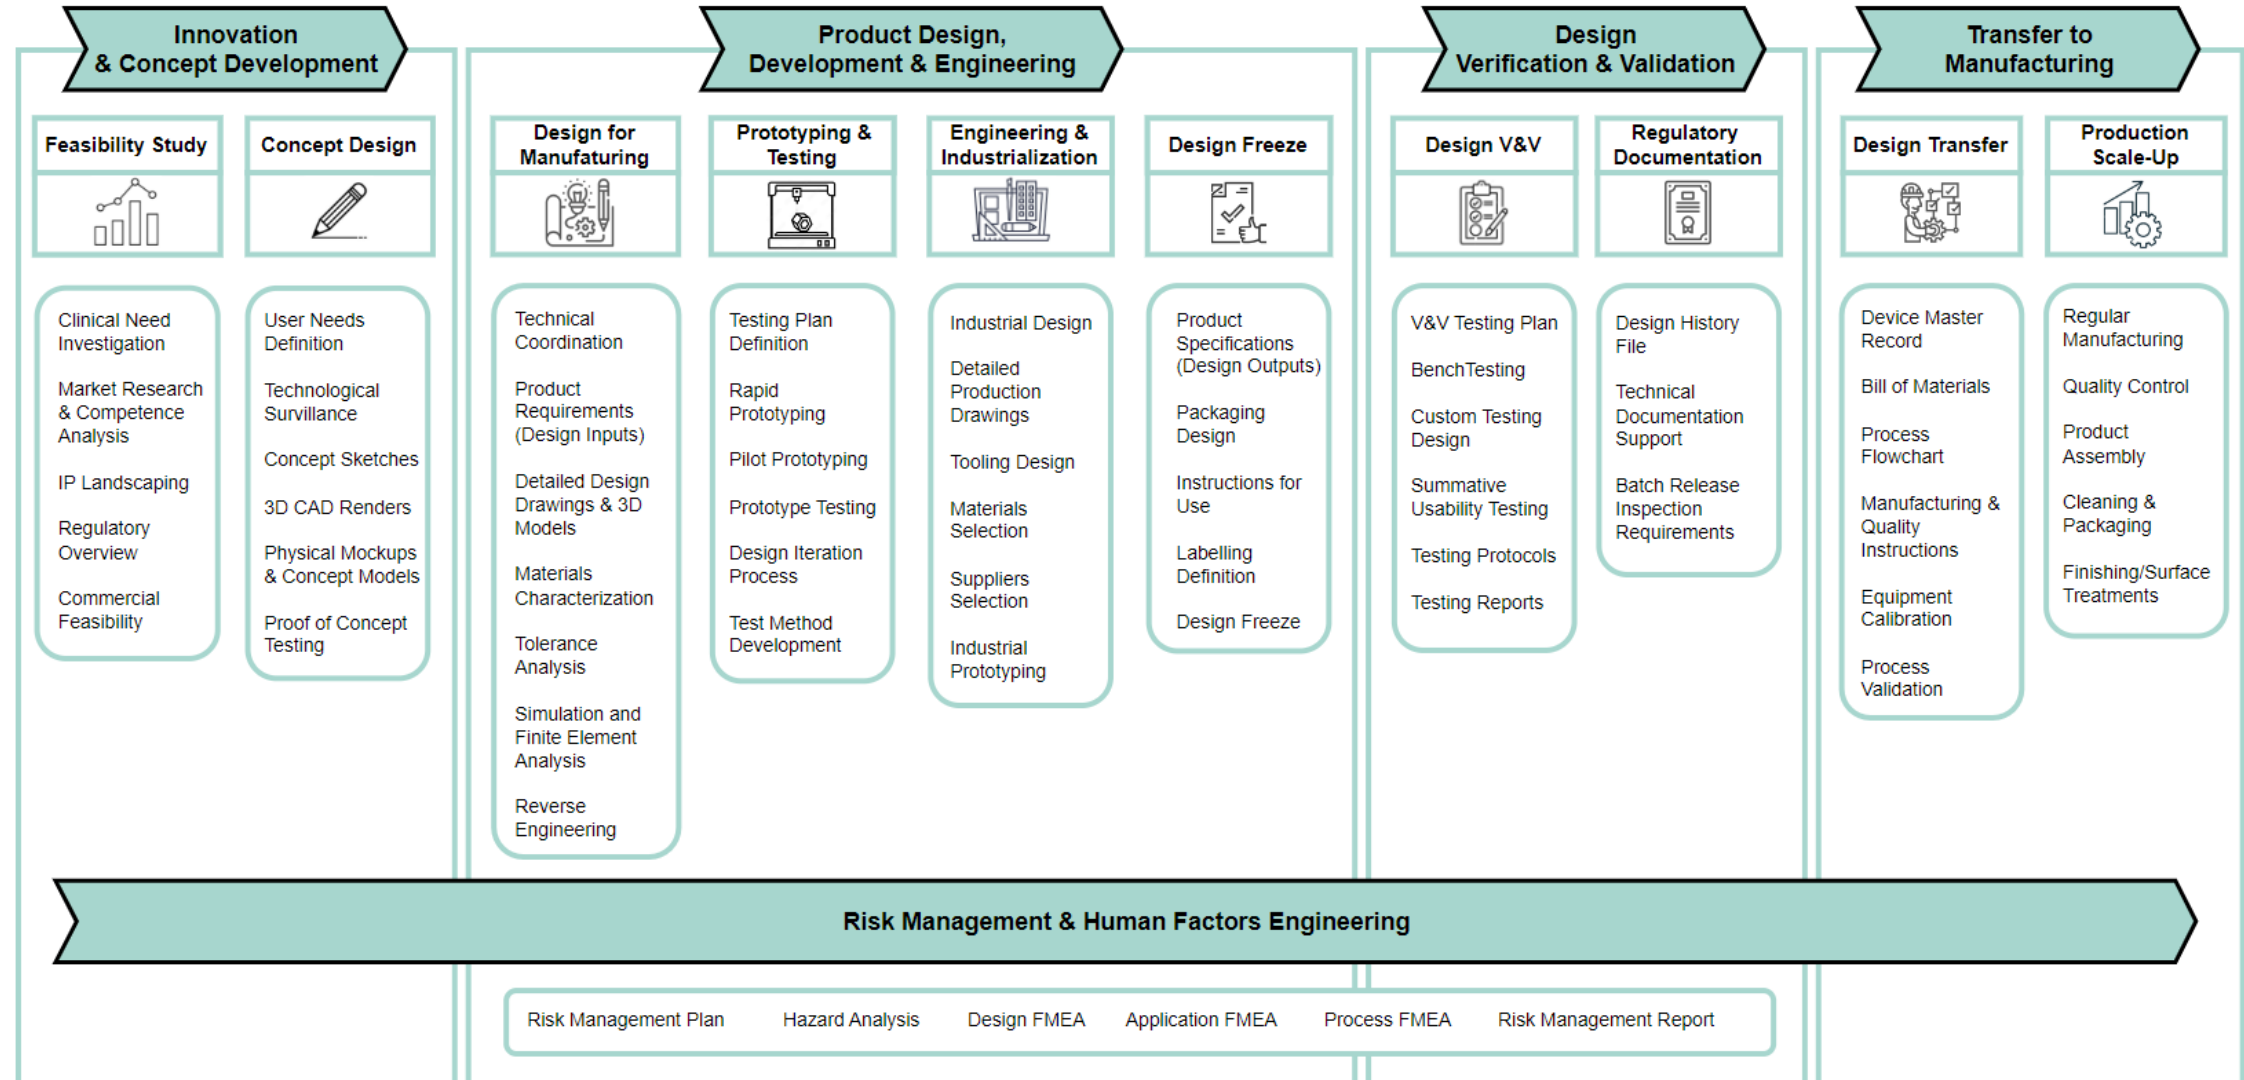 Innovation
& Concept Development
Product Design,
Development & Engineering
Design
Verification & Validation
Transfer to
Manufacturing
Feasibility Study
Concept Design
Design for
Manufaturing
Prototyping &
Testing
Engineering &
Industrialization
Design Freeze
Design V&V
Regulatory
Documentation
Design Transfer
Production
Scale-Up
Clinical Need
Investigation
Market Research
& Competence
Analysis
IP Landscaping
Regulatory
Overview
Commercial
Feasibility
User Needs
Definition
Technological
Survillance
Concept Sketches
3D CAD Renders
Physical Mockups
& Concept Models
Proof of Concept
Testing
Technical
Coordination
Product
Requirements
(Design Inputs)
Detailed Design
Drawings & 3D
Models
Materials
Characterization
Tolerance
Analysis
Simulation and
Finite Element
Analysis
Reverse
Engineering
Testing Plan
Definition
Rapid
Prototyping
Pilot Prototyping
Prototype Testing
Design Iteration
Process
Test Method
Development
Industrial Design
Detailed
Production
Drawings
Tooling Design
Materials
Selection
Suppliers
Selection
Industrial
Prototyping
Product
Specifications
(Design Outputs)
Packaging
Design
Instructions for
Use
Labelling
Definition
Design Freeze
V&V Testing Plan
BenchTesting
Custom Testing
Design
Summative
Usability Testing
Testing Protocols
Testing Reports
Design History
File
Technical
Documentation
Support
Batch Release
Inspection
Requirements
Device Master
Record
Bill of Materials
Process
Flowchart
Manufacturing &
Quality
Instructions
Equipment
Calibration
Process
Validation
Regular
Manufacturing
Quality Control
Product
Assembly
Cleaning &
Packaging
Finishing/Surface
Treatments
Risk Management & Human Factors Engineering
Risk Management Plan
Hazard Analysis
Design FMEA
Application FMEA
Process FMEA
Risk Management Report